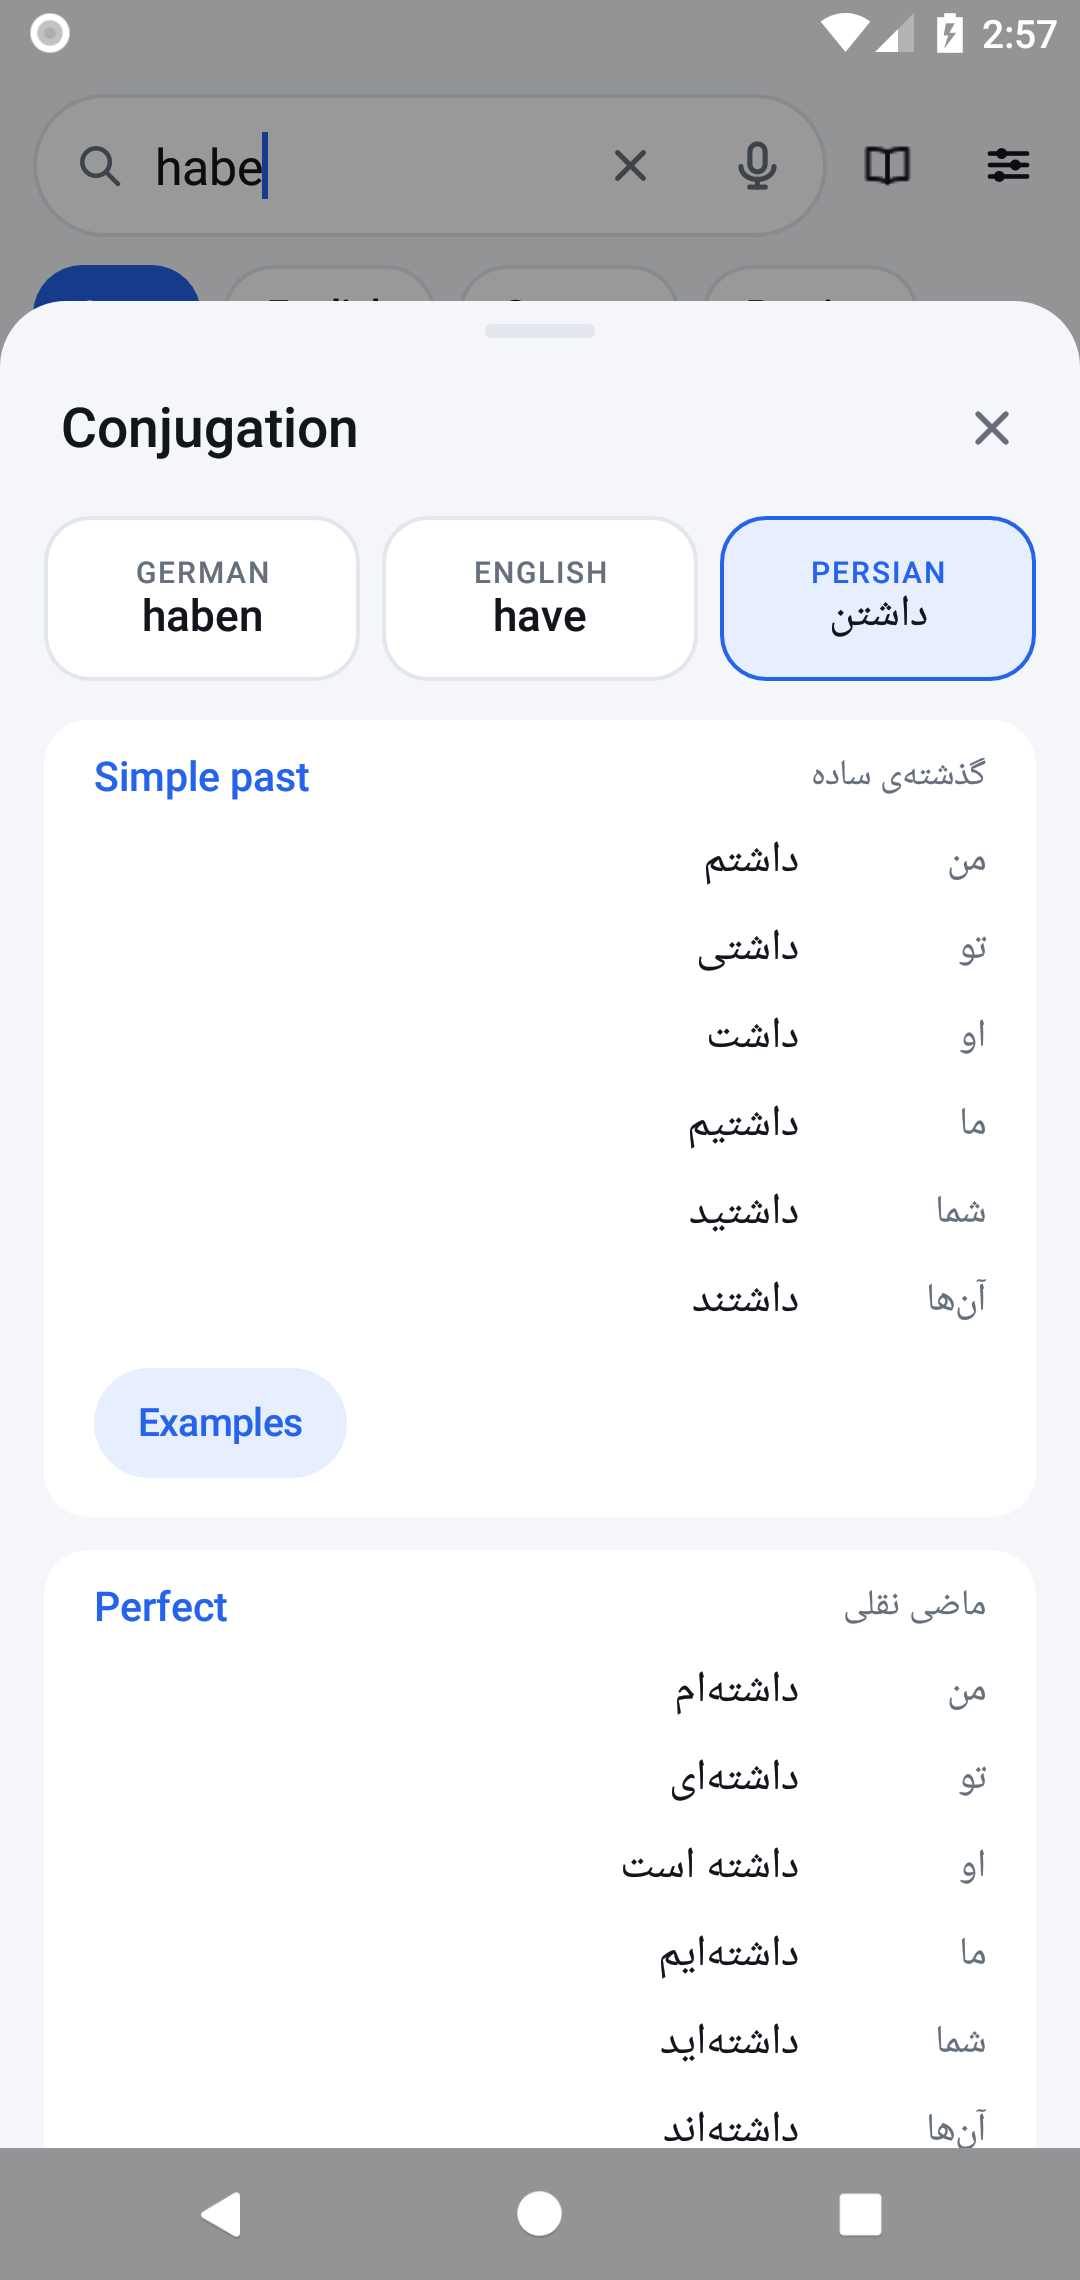 2:57
habe
Conjugation
GERMAN
haben
ENGLISH
have
PERSIAN
داشتن
Simple past
گذشته‌ی ساده
من داشتم
تو داشتی
او داشت
ما داشتیم
شما داشتید
آن‌ها داشتند
Examples
Perfect
ماضی نقلی
من داشته‌ام
تو داشته‌ای
او داشته است
ما داشته‌ایم
شما داشته‌اید
آن‌ها داشته‌اند